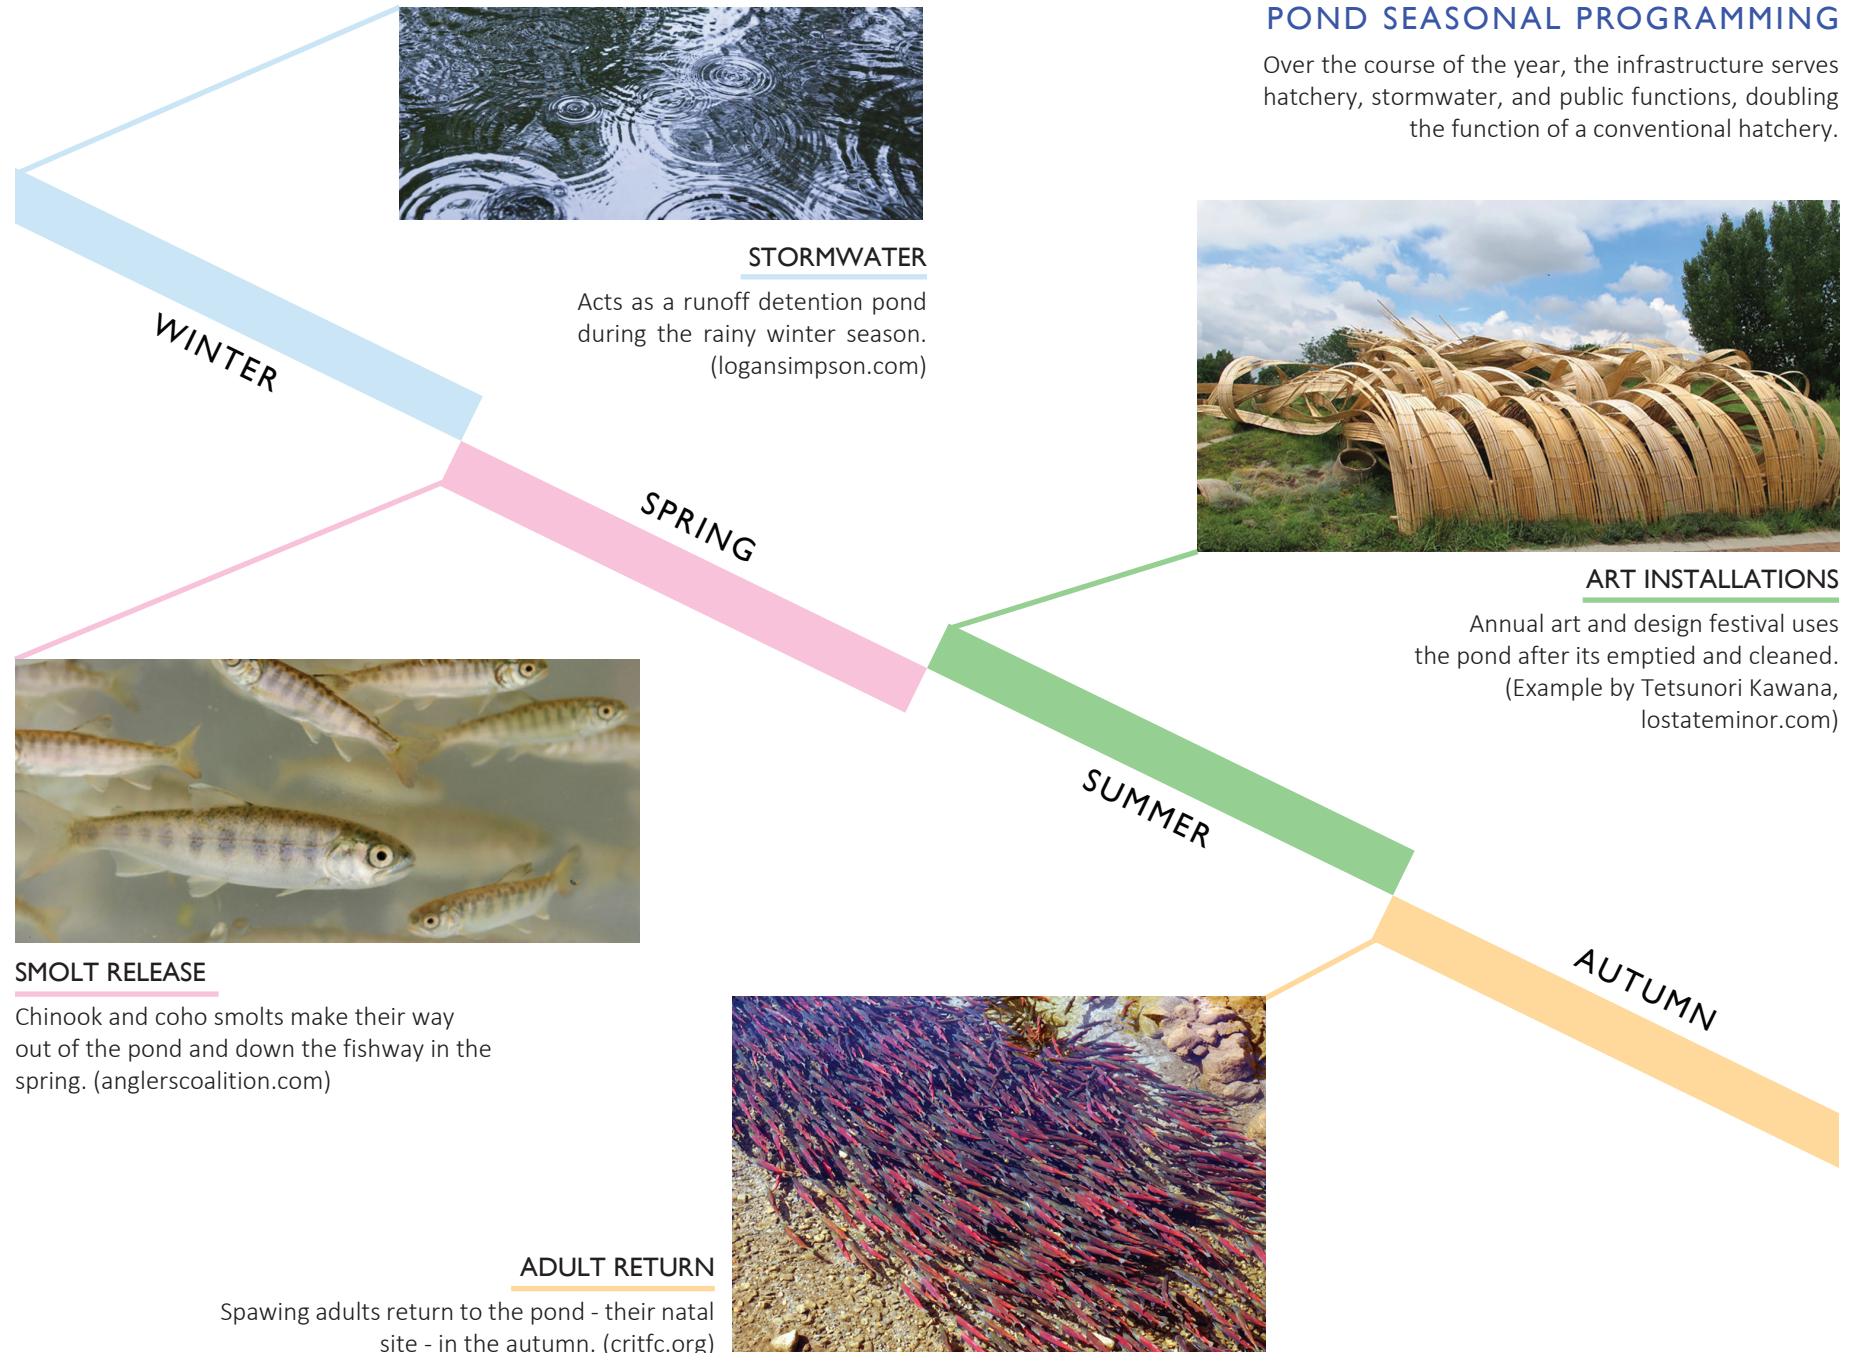 POND SEASONAL PROGRAMMING
Over the course of the year, the infrastructure serves
hatchery, stormwater, and public functions, doubling
the function of a conventional hatchery.
STORMWATER
Acts as a runoff detention pond
during the rainy winter season.
(logansimpson.com)
WINTER
SPRING
ART INSTALLATIONS
Annual art and design festival uses
the pond after its emptied and cleaned.
(Example by Tetsunori Kawana,
lostateminor.com)
SUMMER
SMOLT RELEASE
Chinook and coho smolts make their way
out of the pond and down the fishway in the
spring. (anglerscoalition.com)
AUTUMN
ADULT RETURN
Spawing adults return to the pond - their natal
site - in the autumn. (critfc.org)